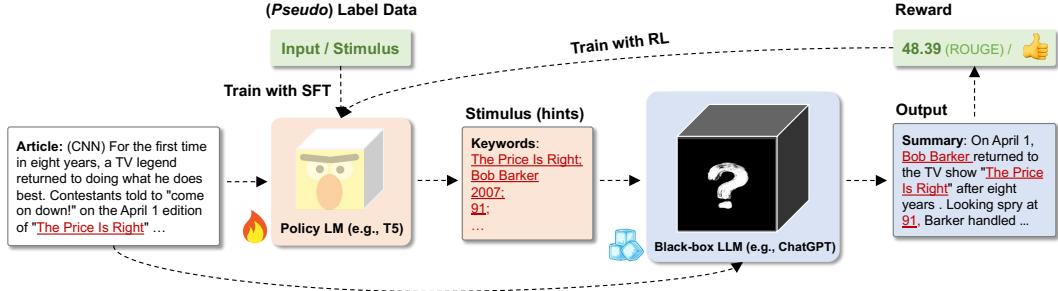 (Pseudo) Label Data
Reward
Input / Stimulus
Train with RL
48.39 (ROUGE) /
Train with SFT
Stimulus (hints)
Output
Article: (CNN) For the first time
in eight years, a TV legend
returned to doing what he does
best. Contestants told to "come
on down!" on the April 1 edition
of "The Price Is Right" ...
Policy LM (e.g., T5)
Keywords:
The Price Is Right;
Bob Barker
2007;
91;
...
?
Black-box LLM (e.g., ChatGPT)
Summary: On April 1,
Bob Barker returned to
the TV show "The Price
Is Right" after eight
years . Looking spry at
91, Barker handled ...